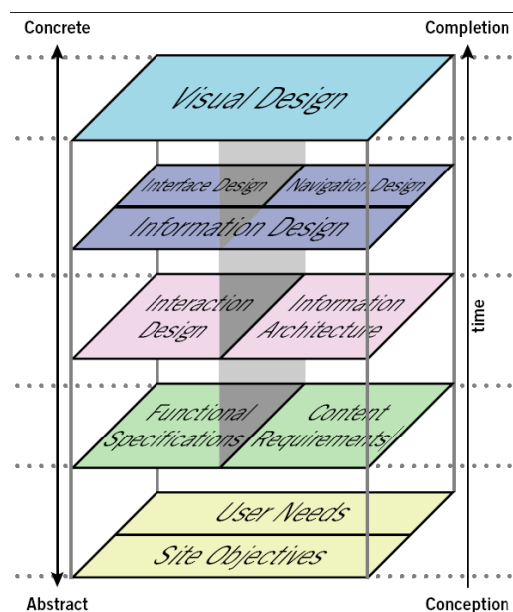 Concrete
Completion
Visual Design
Interface Design
Navigation Design
Information Design
Interaction
Design
Information
Architecture
time
Functional
Specifications
Content
Requirements
User Needs
Site Objectives
Abstract
Conception